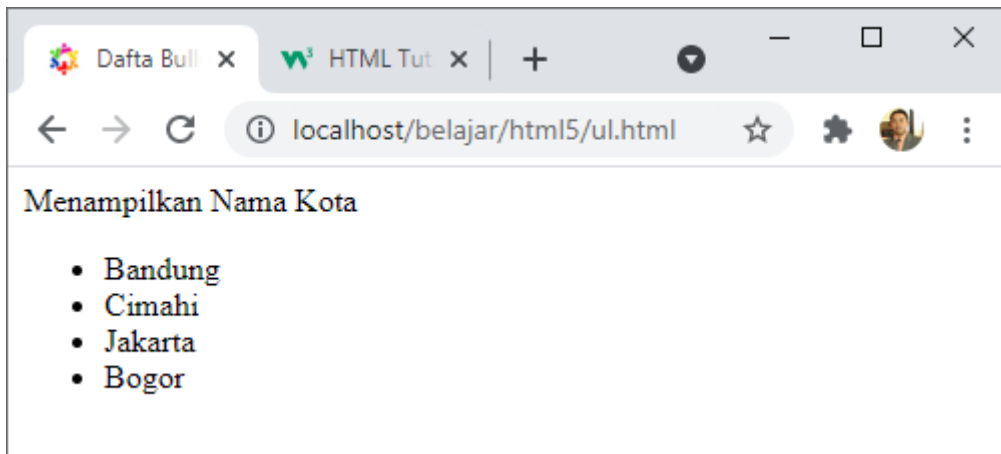 Dafta Bull
HTML Tut
localhost/belajar/html5/ul.html
Menampilkan Nama Kota
Bandung
Cimahi
Jakarta
Bogor